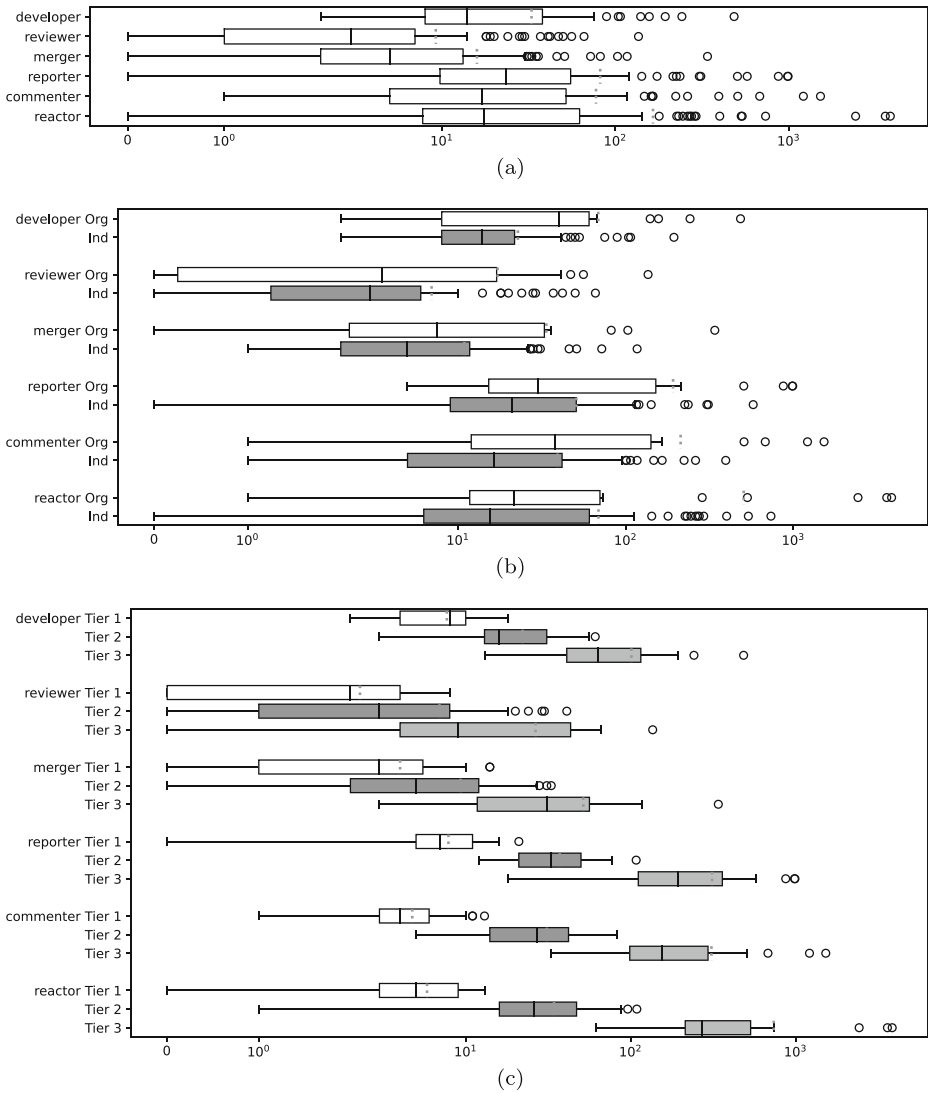 developer
reviewer
merger
reporter
commenter
reactor
0 10⁰ 10¹ 10² 10³
(a)
developer Org
Ind
reviewer Org
Ind
merger Org
Ind
reporter Org
Ind
commenter Org
Ind
reactor Org
Ind
0 10⁰ 10¹ 10² 10³
(b)
developer Tier 1
Tier 2
Tier 3
reviewer Tier 1
Tier 2
Tier 3
merger Tier 1
Tier 2
Tier 3
reporter Tier 1
Tier 2
Tier 3
commenter Tier 1
Tier 2
Tier 3
reactor Tier 1
Tier 2
Tier 3
0 10⁰ 10¹ 10² 10³
(c)